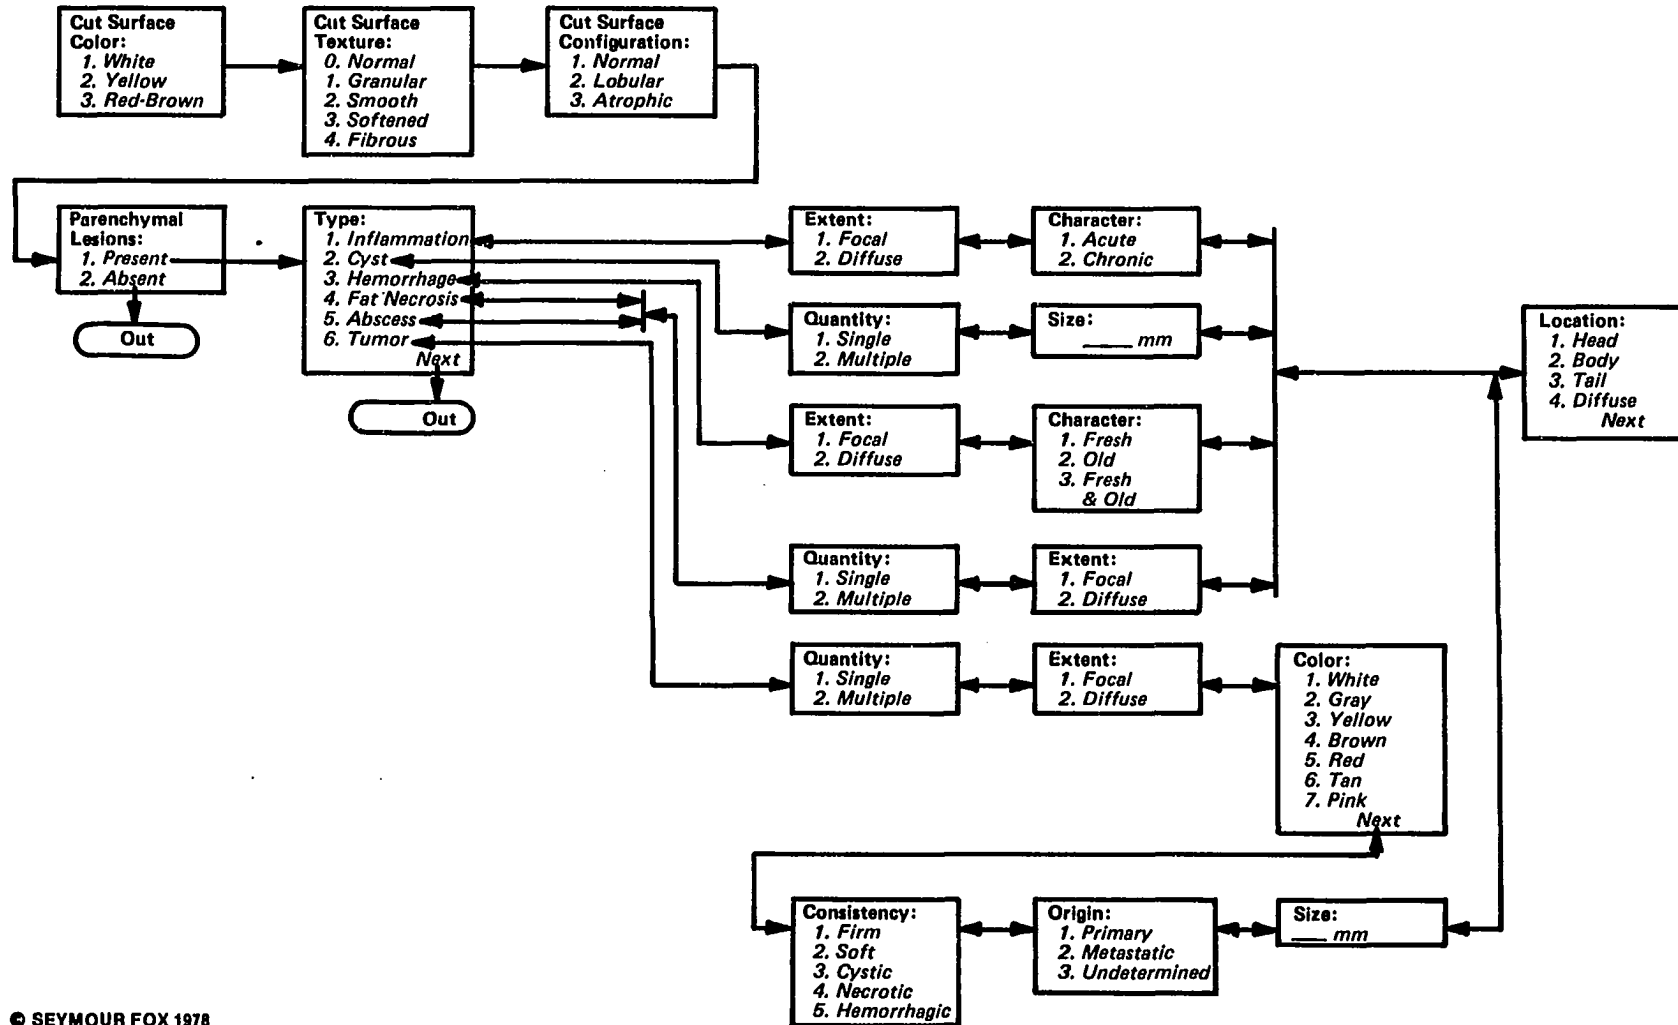 Cut Surface
Color:
1. White
2. Yellow
3. Red-Brown
Cut Surface
Texture:
0. Normal
1. Granular
2. Smooth
3. Softened
4. Fibrous
Cut Surface
Configuration:
1. Normal
2. Lobular
3. Atrophic
Parenchymal
Lesions:
1. Present
2. Absent
Out
Type:
1. Inflammation
2. Cyst
3. Hemorrhage
4. Fat Necrosis
5. Abscess
6. Tumor
Next
Out
Extent:
1. Focal
2. Diffuse
Character:
1. Acute
2. Chronic
Quantity:
1. Single
2. Multiple
Size:
____ mm
Extent:
1. Focal
2. Diffuse
Character:
1. Fresh
2. Old
3. Fresh
& Old
Quantity:
1. Single
2. Multiple
Extent:
1. Focal
2. Diffuse
Location:
1. Head
2. Body
3. Tail
4. Diffuse
Next
Quantity:
1. Single
2. Multiple
Extent:
1. Focal
2. Diffuse
Color:
1. White
2. Gray
3. Yellow
4. Brown
5. Red
6. Tan
7. Pink
Next
Consistency:
1. Firm
2. Soft
3. Cystic
4. Necrotic
5. Hemorrhagic
Origin:
1. Primary
2. Metastatic
3. Undetermined
Size:
___ mm
© SEYMOUR FOX 1978